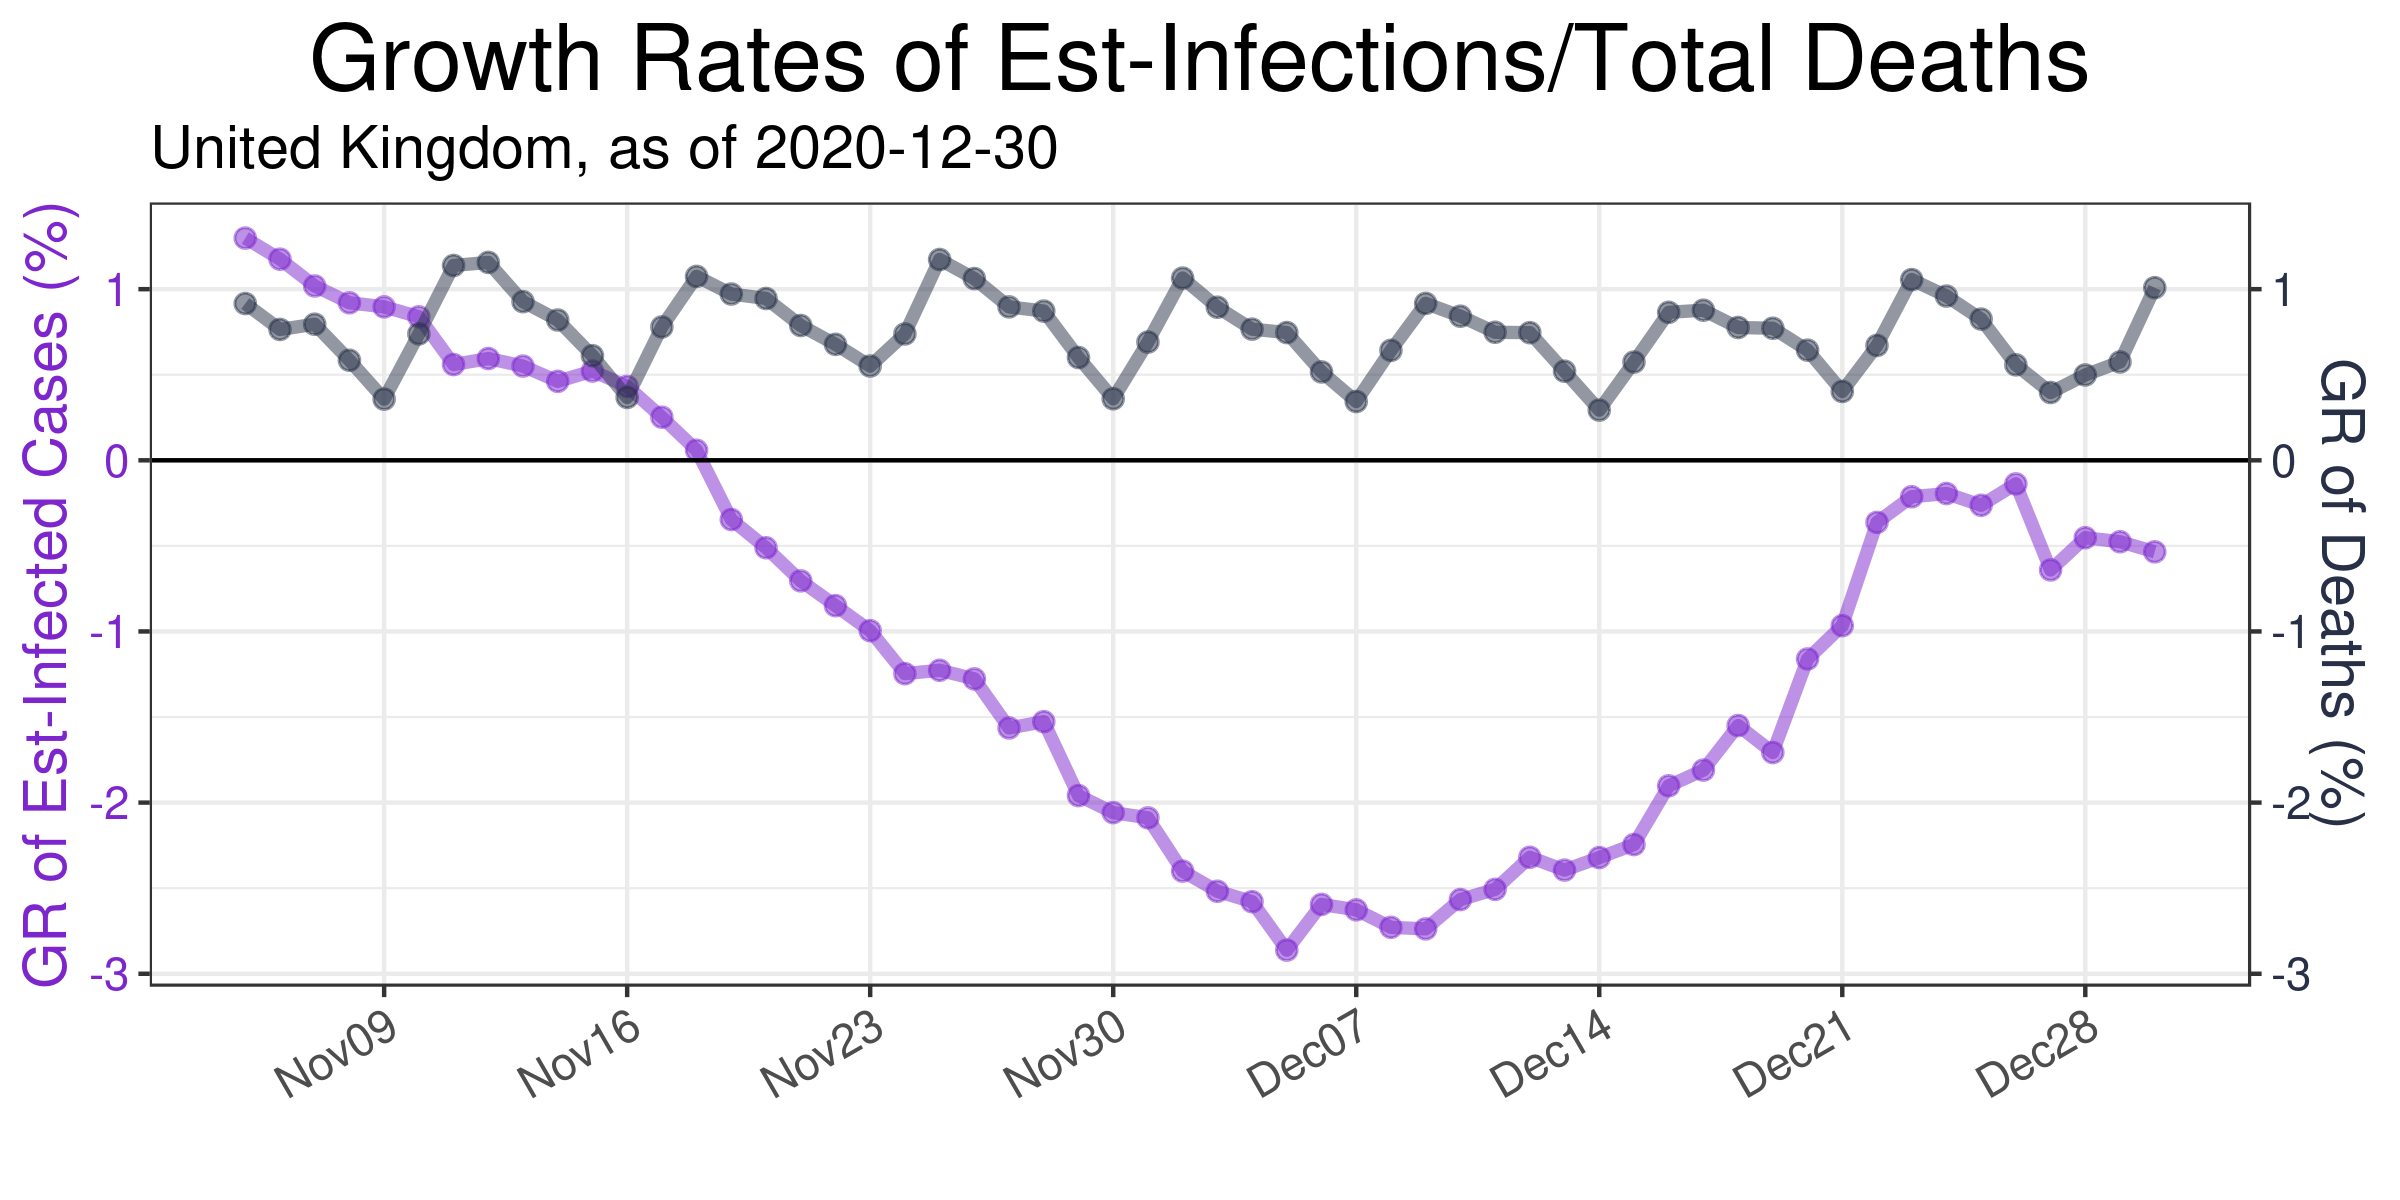 Growth Rates of Est-Infections/Total Deaths
United Kingdom, as of 2020-12-30
GR of Est-Infected Cases (%)
1
0
-1
-2
-3
1
0
-1
-2
-3
GR of Deaths (%)
Nov09
Nov16
Nov23
Nov30
Dec07
Dec14
Dec21
Dec28